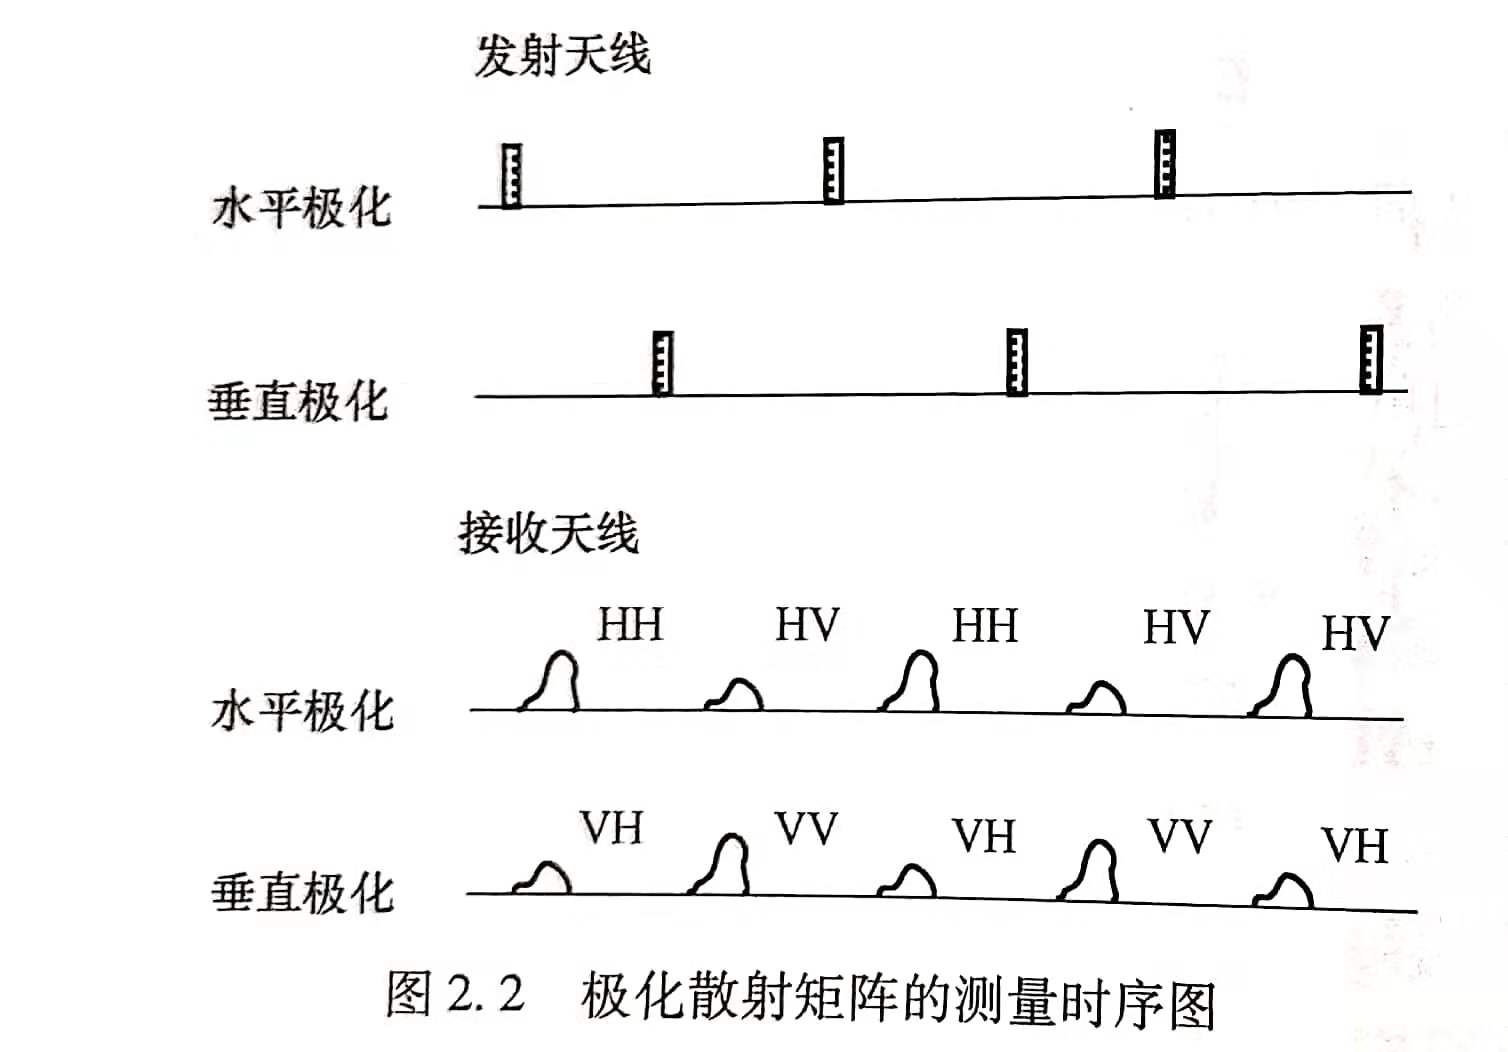 发射天线
水平极化
垂直极化
接收天线
HH HV HH HV HV
水平极化
VH VV VH VV VH
垂直极化
图 2.2 极化散射矩阵的测量时序图